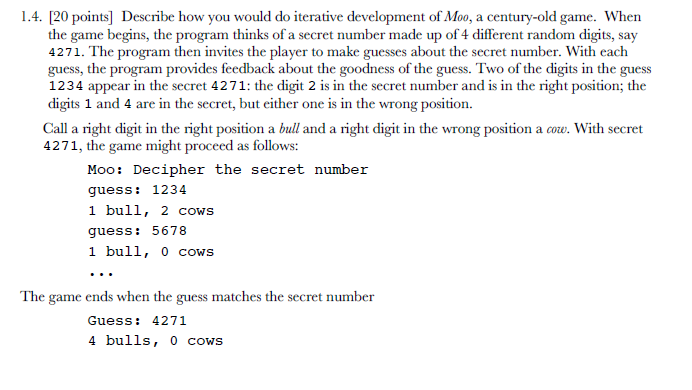 1.4. [20 points] Describe how you would do iterative development of Moo, a century-old game. When
the game begins, the program thinks of a secret number made up of 4 different random digits, say
4271. The program then invites the player to make guesses about the secret number. With each
guess, the program provides feedback about the goodness of the guess. Two of the digits in the guess
1234 appear in the secret 4271: the digit 2 is in the secret number and is in the right position; the
digits 1 and 4 are in the secret, but either one is in the wrong position.
Call a right digit in the right position a bull and a right digit in the wrong position a cow. With secret
4271, the game might proceed as follows:
Moo: Decipher the secret number
guess: 1234
1 bull, 2 cows
guess: 5678
1 bull, 0 cows
...
The game ends when the guess matches the secret number
Guess: 4271
4 bulls, 0 cows